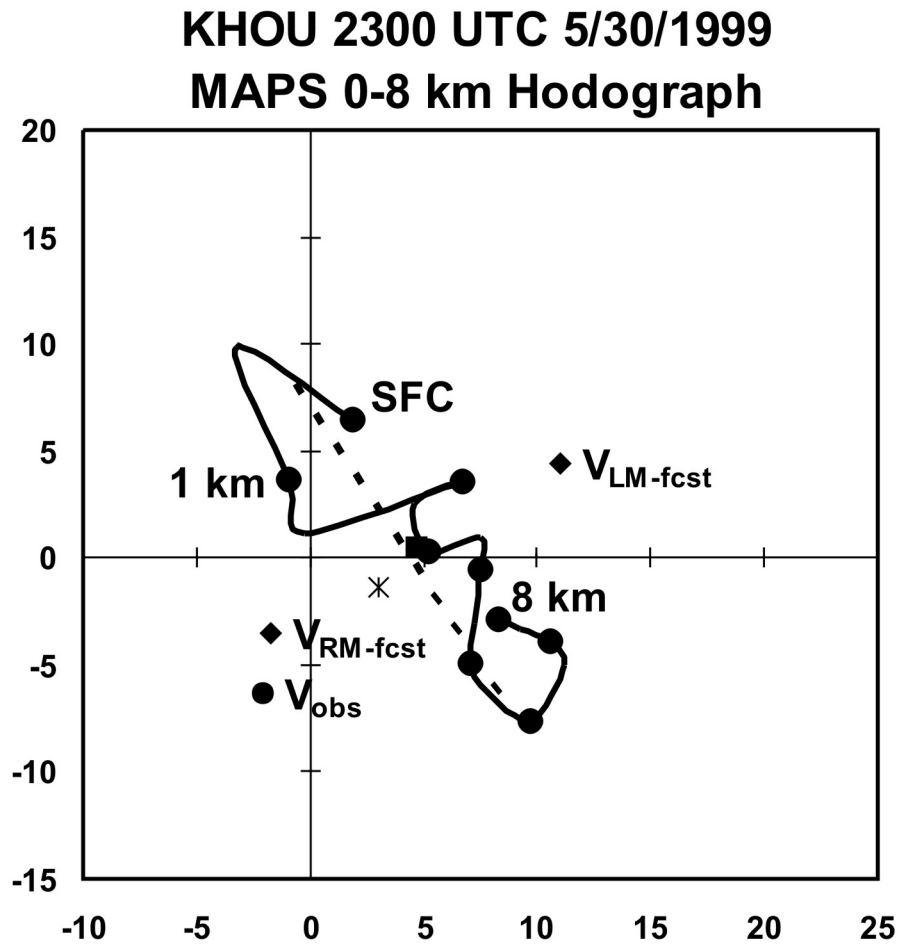 KHOU 2300 UTC 5/30/1999
MAPS 0-8 km Hodograph
20
15
10
5
0
-5
-10
-15
SFC
1 km
V_LM-fcst
8 km
V_RM-fcst
V_obs
-10 -5 0 5 10 15 20 25